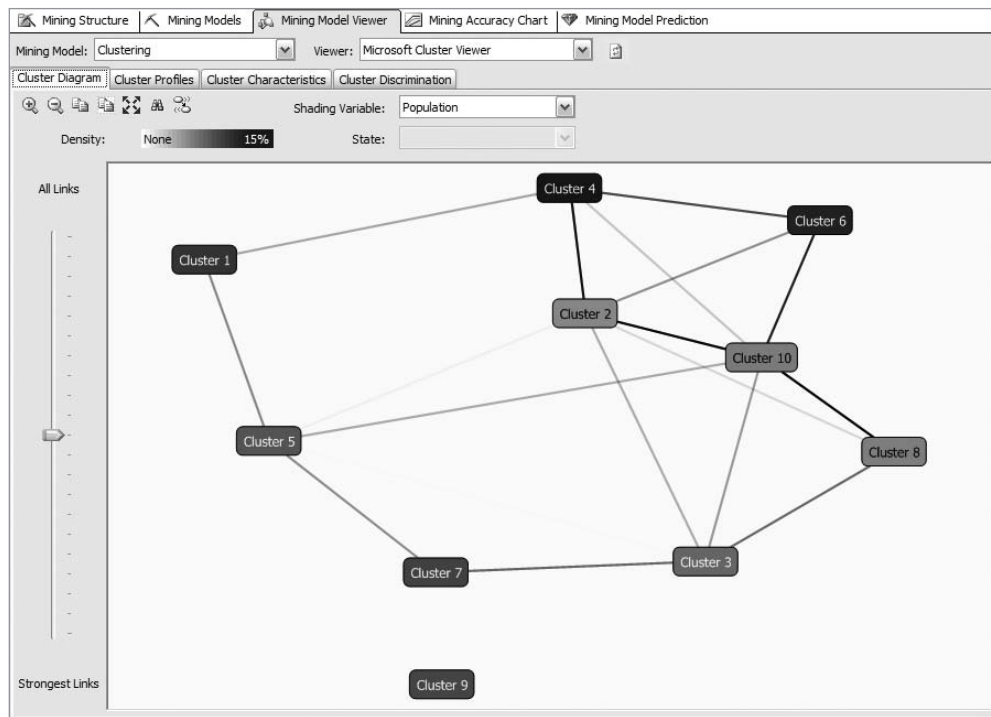 Mining Structure Mining Models Mining Model Viewer Mining Accuracy Chart Mining Model Prediction
Mining Model: Clustering Viewer: Microsoft Cluster Viewer
Cluster Diagram Cluster Profiles Cluster Characteristics Cluster Discrimination
Shading Variable: Population
Density: None 15% State:
All Links
Cluster 4
Cluster 6
Cluster 1
Cluster 2
Cluster 10
Cluster 5
Cluster 8
Cluster 3
Cluster 7
Strongest Links
Cluster 9